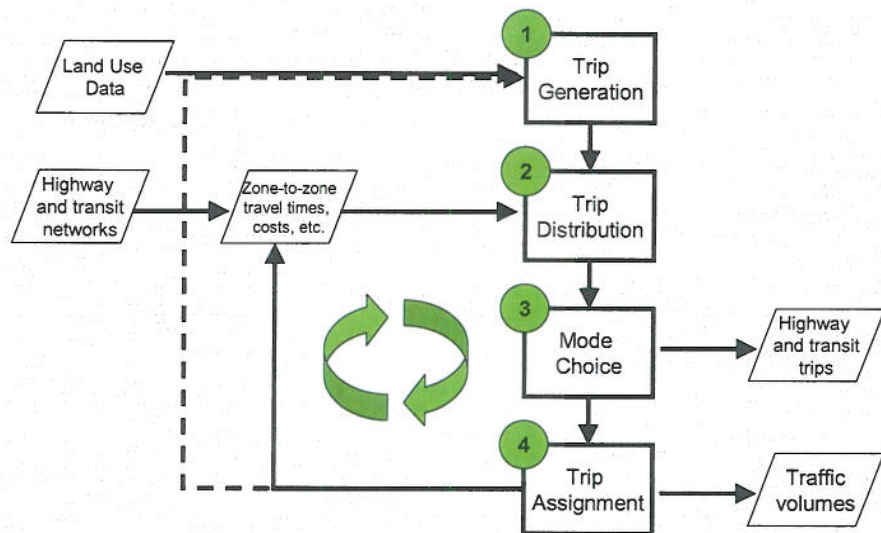 1
Trip
Generation
Land Use
Data
2
Trip
Distribution
Highway
and transit
networks
Zone-to-zone
travel times,
costs, etc.
3
Mode
Choice
Highway
and transit
trips
4
Trip
Assignment
Traffic
volumes